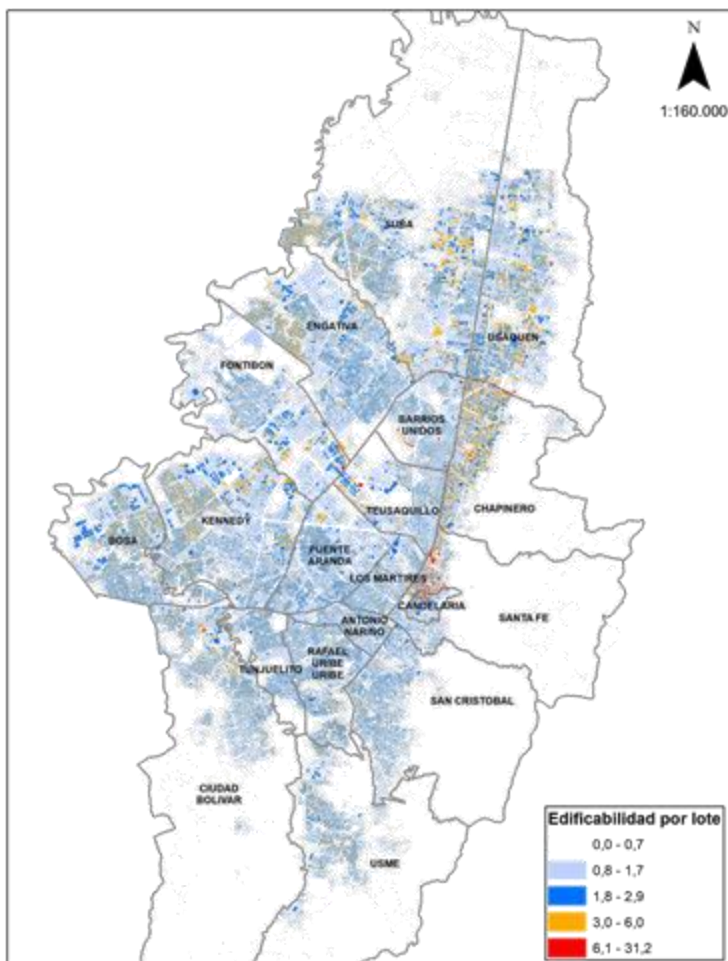 N
1:160.000
SUBA
ENGATIVA
USAQUEN
FONTIBON
BARRIOS
UNIDOS
TEUSAQUILLO
CHAPINERO
KENNEDY
BOSA
PUENTE
ARANDA
LOS MARTIRES
CANDELARIA
SANTA FE
ANTONIO
NARIÑO
RAFAEL
URIBE
URIBE
TUNJUELITO
SAN CRISTOBAL
CIUDAD
BOLIVAR
USME
Edificabilidad por lote
0,0 - 0,7
0,8 - 1,7
1,8 - 2,9
3,0 - 6,0
6,1 - 31,2